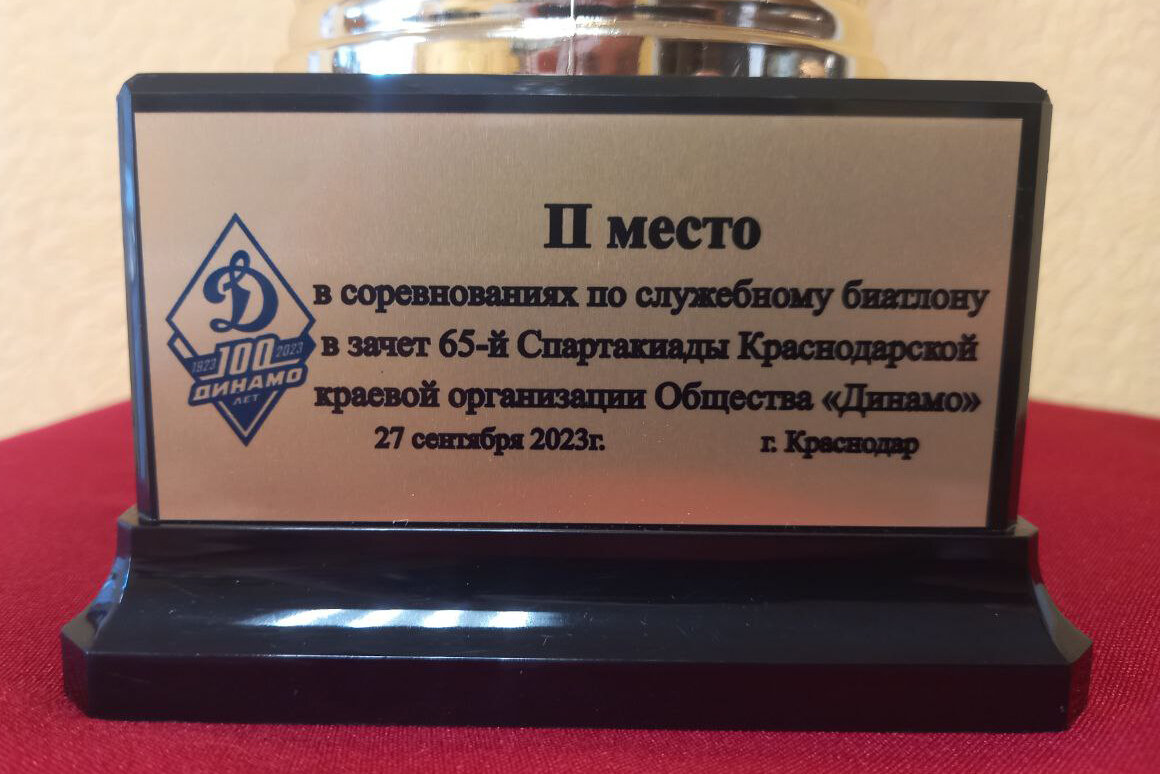 II место
в соревнованиях по служебному биатлону
в зачет 65-й Спартакиады Краснодарской
краевой организации Общества «Динамо»
27 сентября 2023г. г. Краснодар
Д
1923 100 2023
ДИНАМО
ЛЕТ